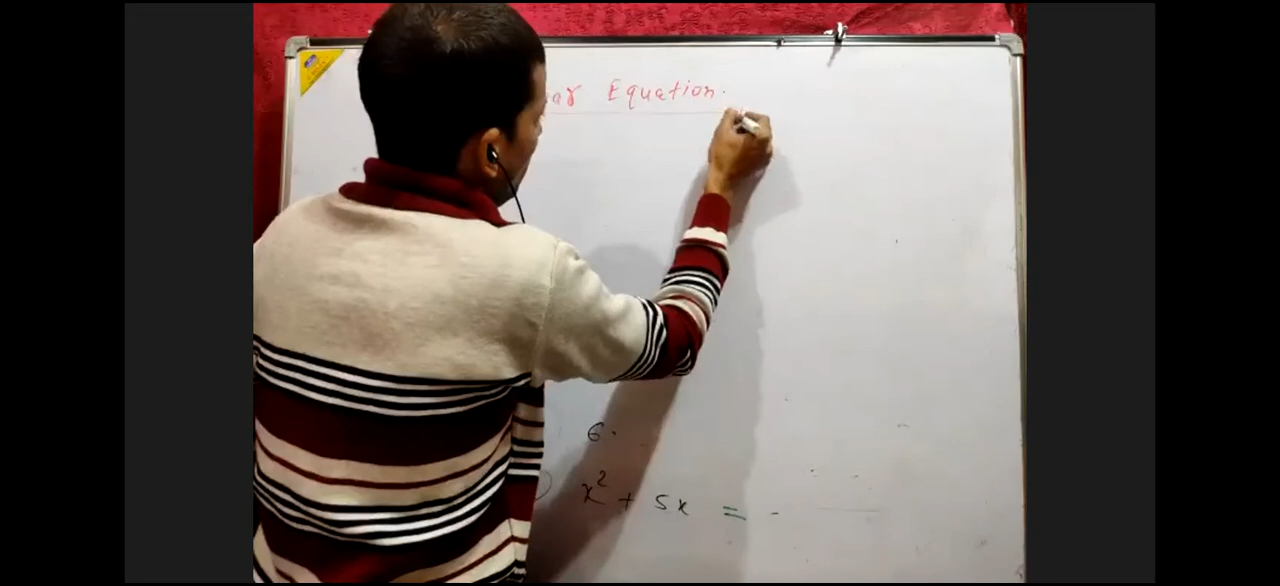 ar Equation.
6.
) x² + 5x = -